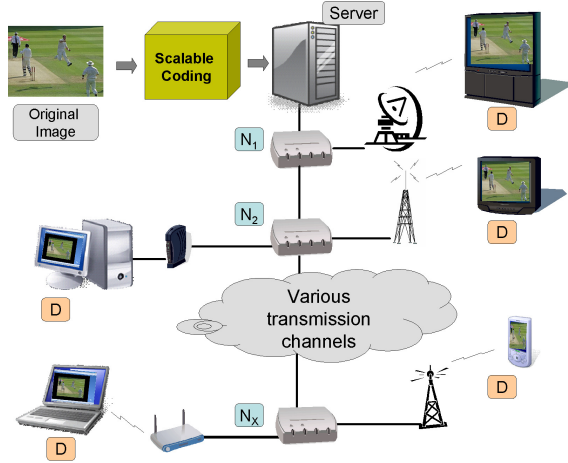 Server
Scalable
Coding
Original
Image
D
N1
D
N2
D
Various
transmission
channels
D
NX
D